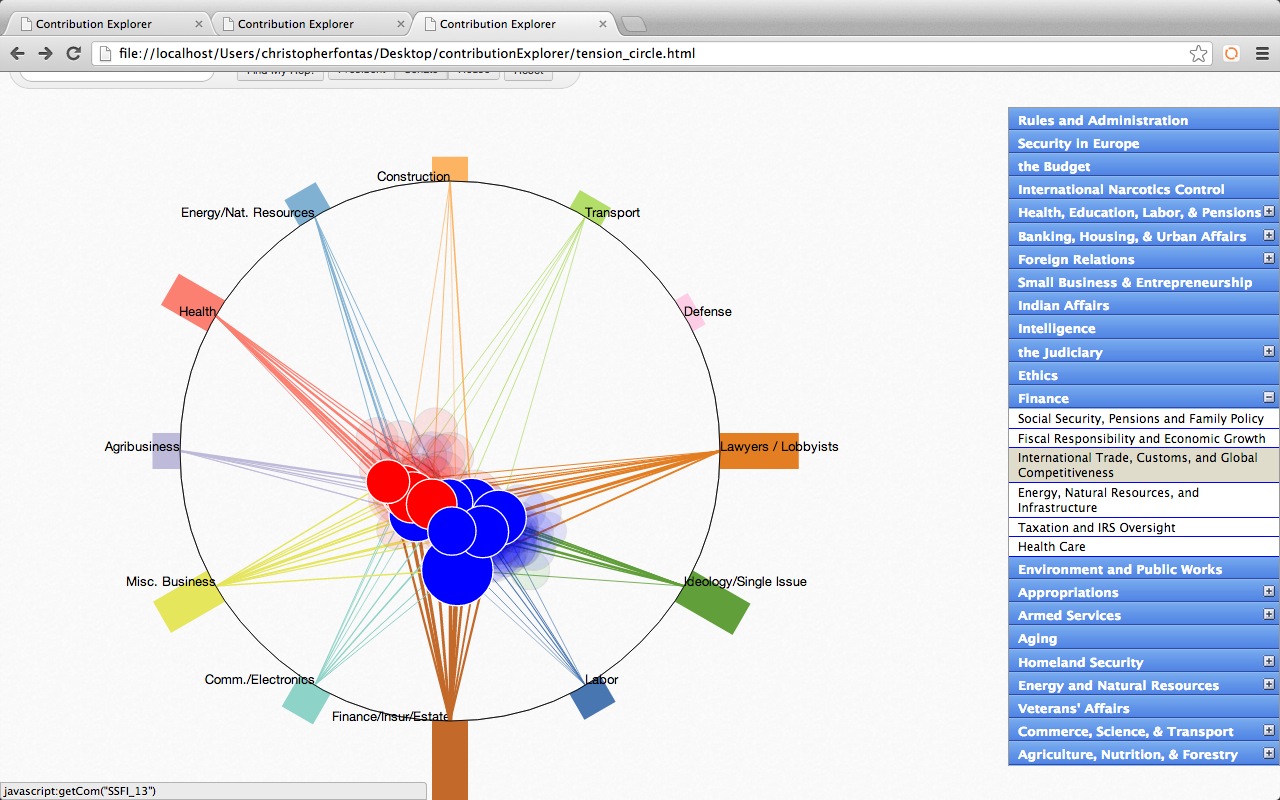 Contribution Explorer
Contribution Explorer
Contribution Explorer
file://localhost/Users/christopherfontas/Desktop/contributionExplorer/tension_circle.html
Find My Rep!
President
Senate
House
Reset
Construction
Energy/Nat. Resources
Transport
Health
Defense
Agribusiness
Lawyers / Lobbyists
Misc. Business
Ideology/Single Issue
Comm./Electronics
Labor
Finance/Insur/Estate
Rules and Administration
Security in Europe
the Budget
International Narcotics Control
Health, Education, Labor, & Pensions
Banking, Housing, & Urban Affairs
Foreign Relations
Small Business & Entrepreneurship
Indian Affairs
Intelligence
the Judiciary
Ethics
Finance
Social Security, Pensions and Family Policy
Fiscal Responsibility and Economic Growth
International Trade, Customs, and Global
Competitiveness
Energy, Natural Resources, and
Infrastructure
Taxation and IRS Oversight
Health Care
Environment and Public Works
Appropriations
Armed Services
Aging
Homeland Security
Energy and Natural Resources
Veterans' Affairs
Commerce, Science, & Transport
Agriculture, Nutrition, & Forestry
javascript:getCom("SSFI_13")